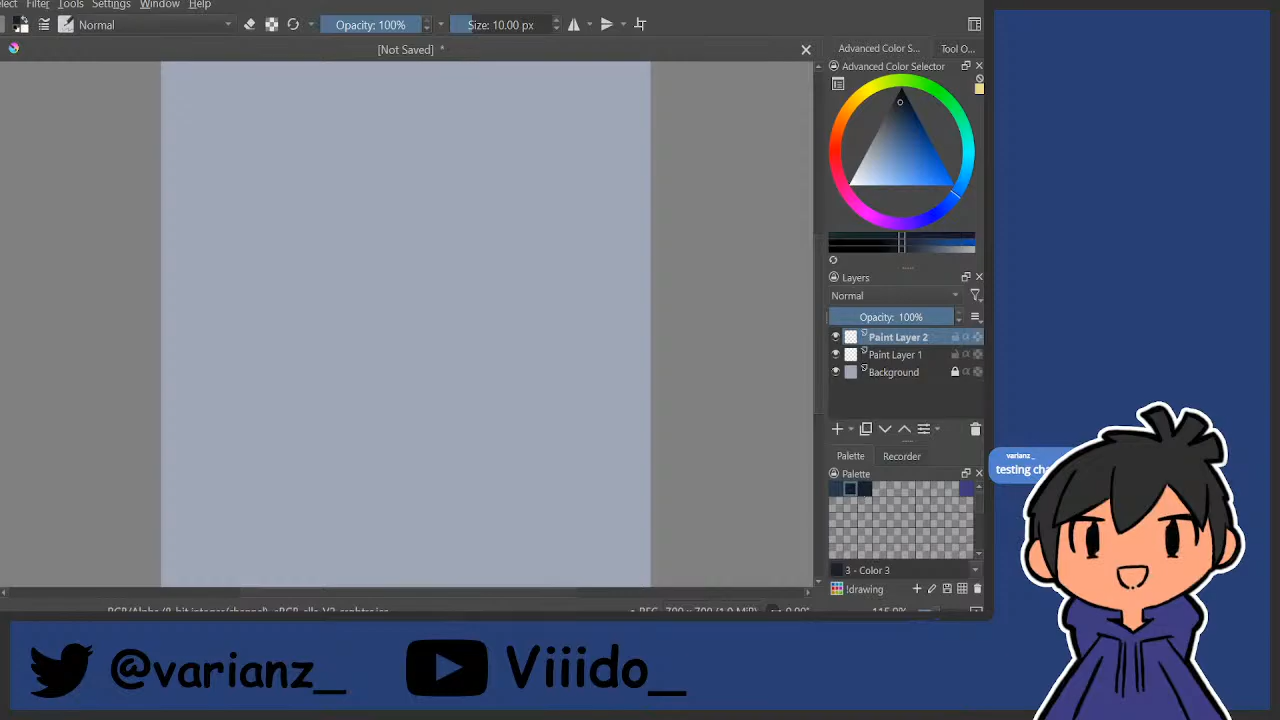 elect Filter Tools Settings Window Help
Normal Opacity: 100% Size: 10.00 px
[Not Saved] *
Advanced Color S... Tool O...
Advanced Color Selector
Layers
Normal
Opacity: 100%
Paint Layer 2
Paint Layer 1
Background
Palette Recorder
Palette
3 - Color 3
!drawing
varianz_
testing cha
@varianz_ Viiido_